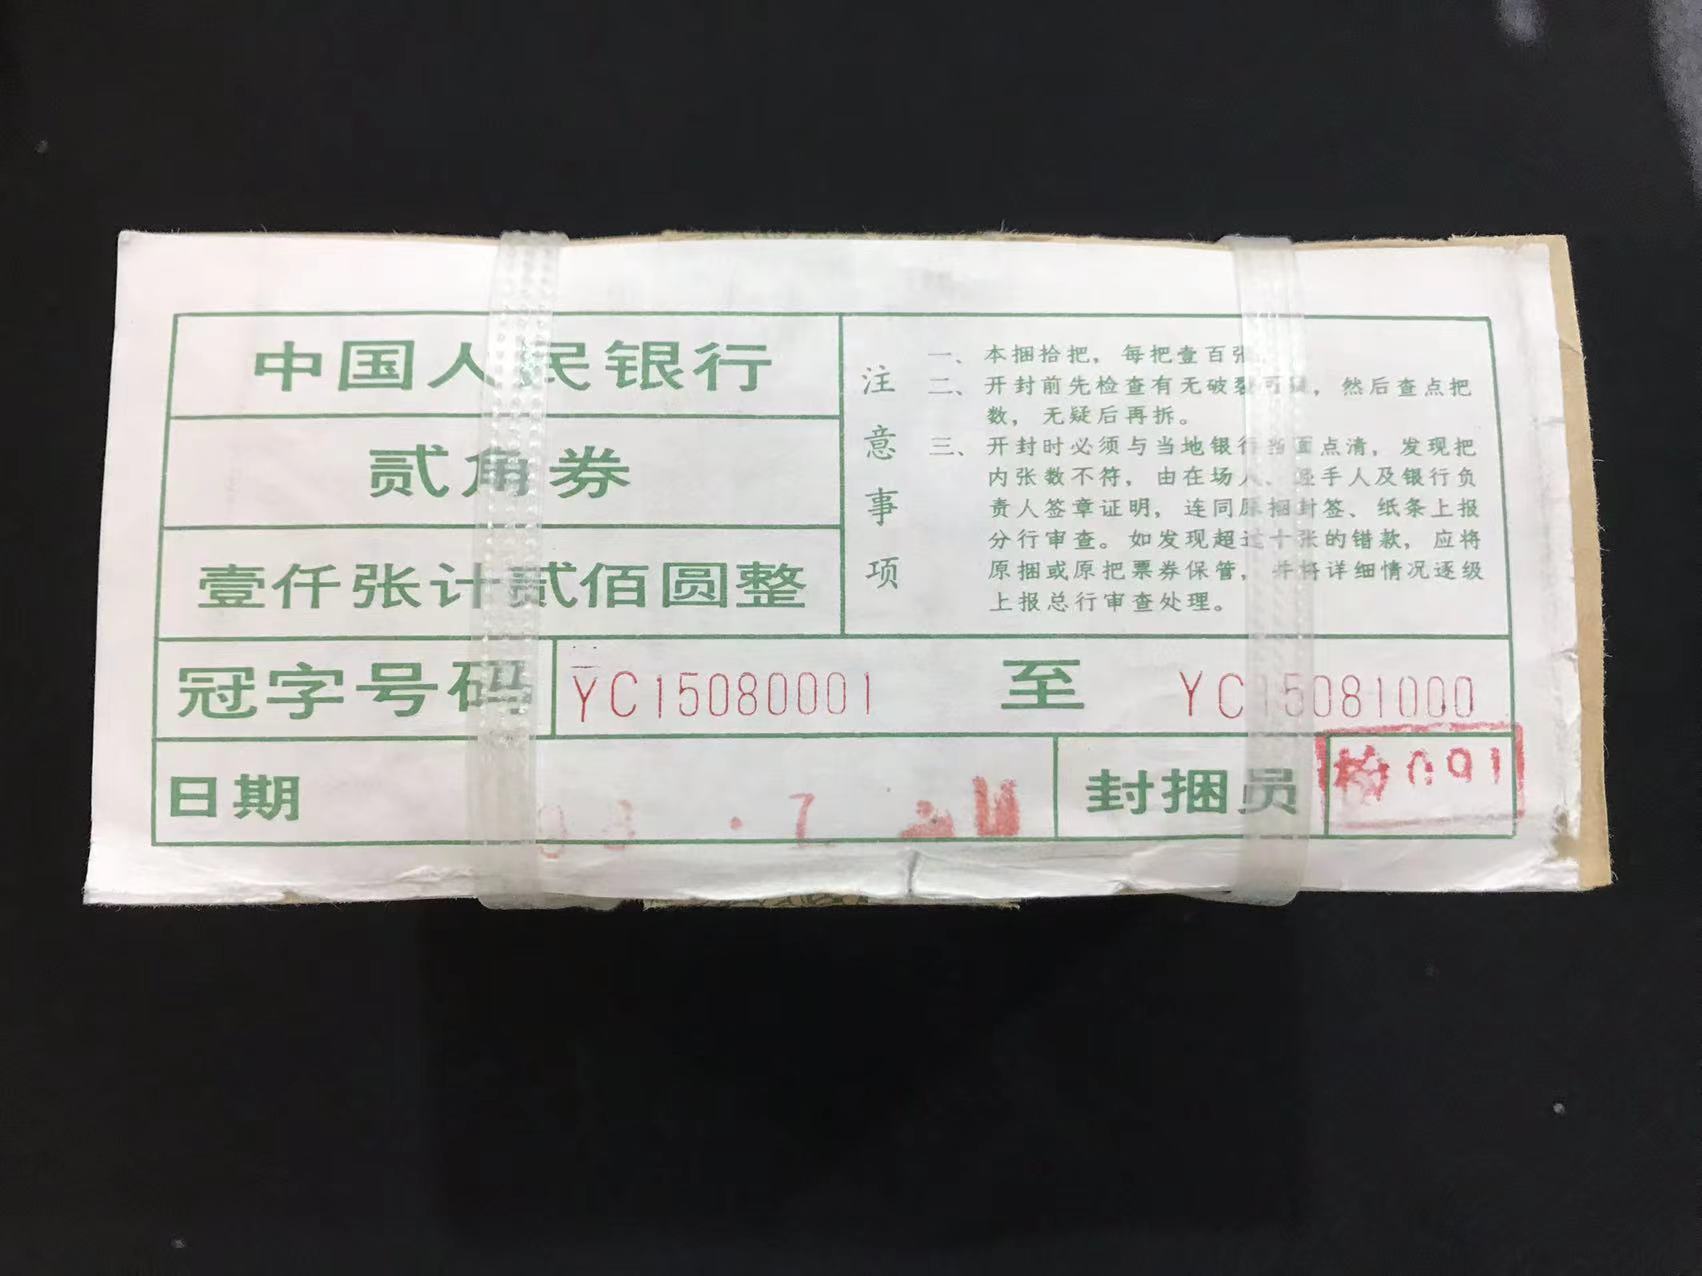 中国人民银行
贰角券
壹仟张计贰佰圆整
注意事项
一、本捆拾把，每把壹百张。
二、开封前先检查有无破裂可疑，然后查点把
数，无疑后再拆。
三、开封时必须与当地银行当面点清，发现把
内张数不符，由在场人、经手人及银行负
责人签章证明，连同原捆封签、纸条上报
分行审查。如发现超过十张的错款，应将
原捆或原把票券保管，并将详细情况逐级
上报总行审查处理。
冠字号码 YC15080001 至 YC15081000
日期 93 . 7
封捆员 检091